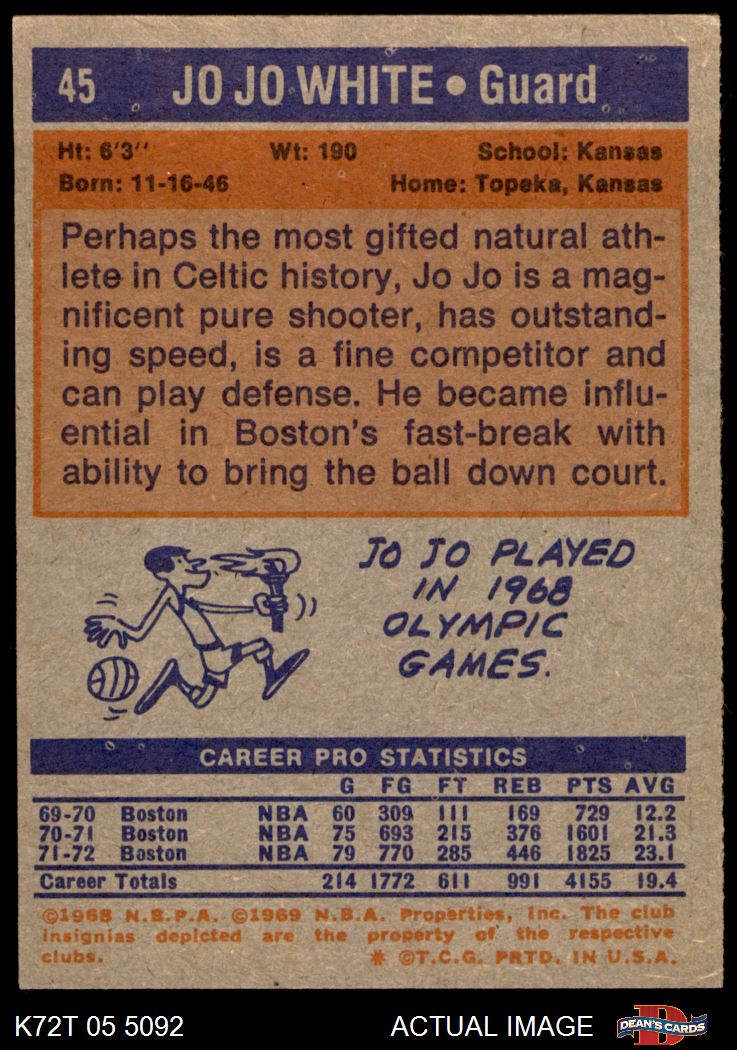 45 JO JO WHITE • Guard
Ht: 6'3'' Wt: 190 School: Kansas
Born: 11-16-46 Home: Topeka, Kansas
Perhaps the most gifted natural ath-
lete in Celtic history, Jo Jo is a mag-
nificent pure shooter, has outstand-
ing speed, is a fine competitor and
can play defense. He became influ-
ential in Boston's fast-break with
ability to bring the ball down court.
JO JO PLAYED
IN 1968
OLYMPIC
GAMES.
CAREER PRO STATISTICS
G FG FT REB PTS AVG
69-70 Boston NBA 60 309 111 169 729 12.2
70-71 Boston NBA 75 693 215 376 1601 21.3
71-72 Boston NBA 79 770 285 446 1825 23.1
Career Totals 214 1772 611 991 4155 19.4
©1968 N.B.P.A. ©1969 N.B.A. Properties, Inc. The club
insignias depicted are the property of the respective
clubs. * ©T.C.G. PRTD. IN U.S.A.
K72T 05 5092 ACTUAL IMAGE D DEAN'S CARDS